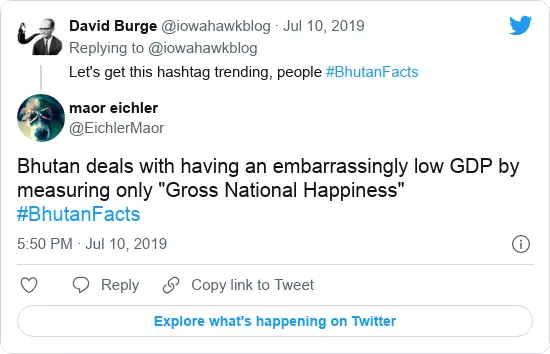 David Burge @iowahawkblog · Jul 10, 2019
Replying to @iowahawkblog
Let's get this hashtag trending, people #BhutanFacts
maor eichler
@EichlerMaor
Bhutan deals with having an embarrassingly low GDP by
measuring only "Gross National Happiness"
#BhutanFacts
5:50 PM · Jul 10, 2019
Reply
Copy link to Tweet
Explore what's happening on Twitter